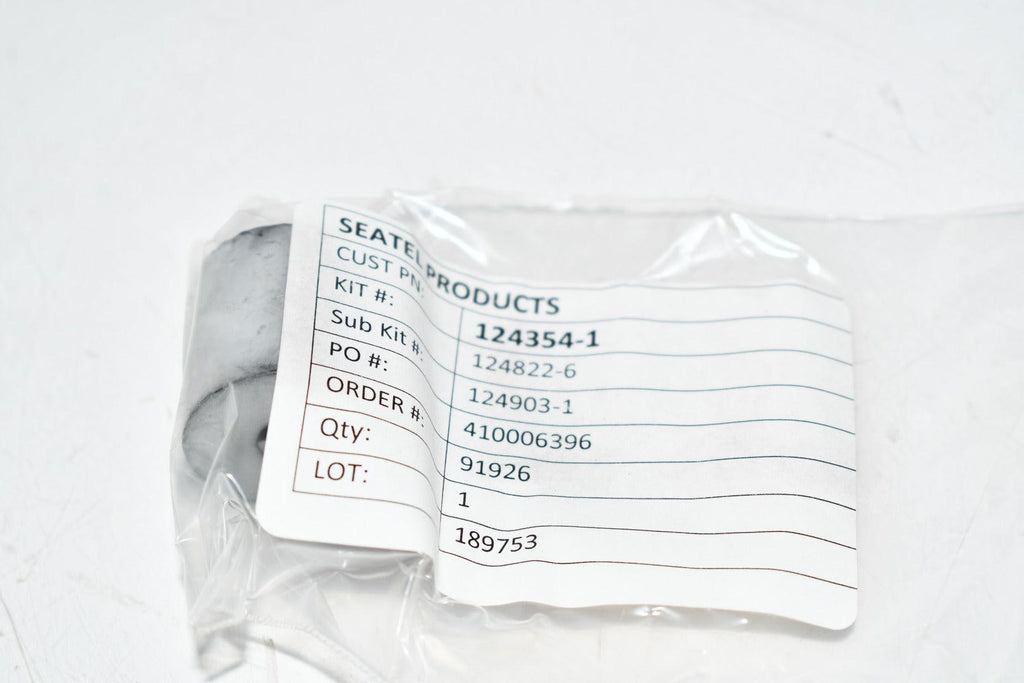 SEATEL PRODUCTS
CUST PN: 124354-1
KIT #: 124822-6
Sub Kit #: 124903-1
PO #: 410006396
ORDER #: 91926
Qty: 1
LOT: 189753